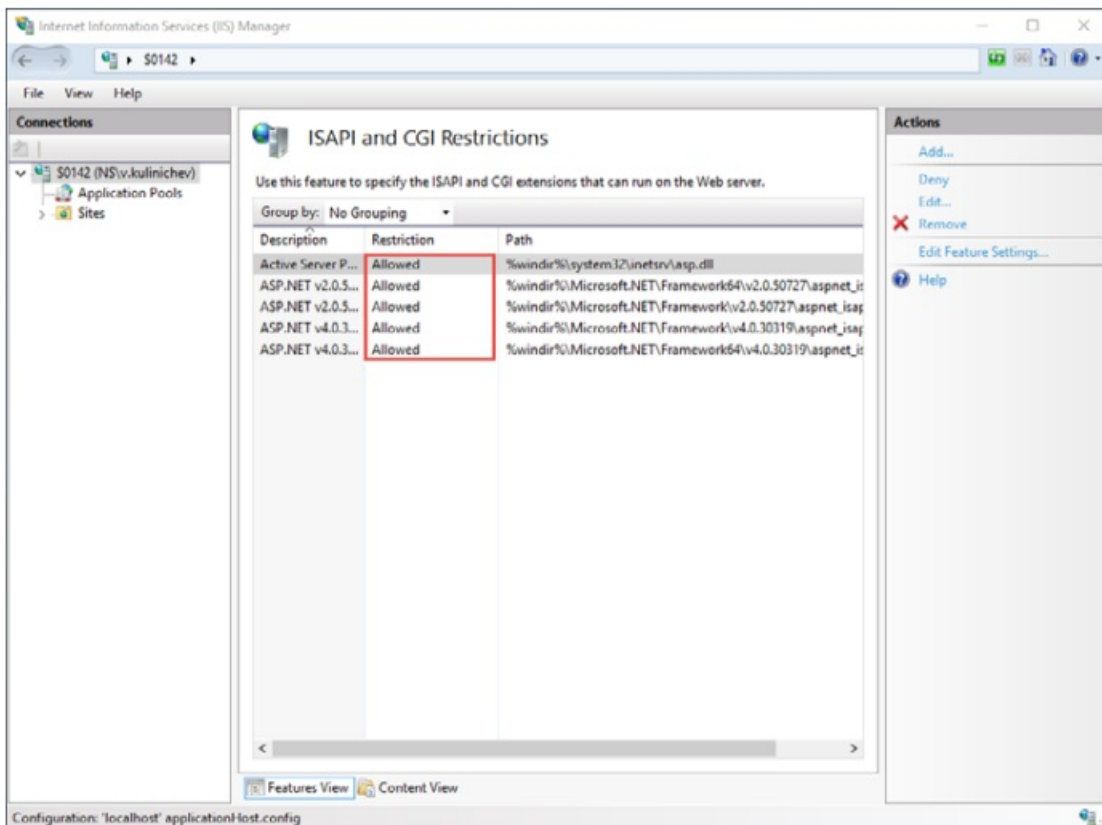 Internet Information Services (IIS) Manager
S0142
File View Help
Connections
S0142 (NS\v.kulinichev)
Application Pools
Sites
ISAPI and CGI Restrictions
Use this feature to specify the ISAPI and CGI extensions that can run on the Web server.
Group by: No Grouping
Description Restriction Path
Active Server P... Allowed %windir%\system32\inetsrv\asp.dll
ASP.NET v2.0.5... Allowed %windir%\Microsoft.NET\Framework64\v2.0.50727\aspnet_is
ASP.NET v2.0.5... Allowed %windir%\Microsoft.NET\Framework\v2.0.50727\aspnet_isap
ASP.NET v4.0.3... Allowed %windir%\Microsoft.NET\Framework\v4.0.30319\aspnet_isap
ASP.NET v4.0.3... Allowed %windir%\Microsoft.NET\Framework64\v4.0.30319\aspnet_is
Features View Content View
Actions
Add...
Deny
Edit...
Remove
Edit Feature Settings...
Help
Configuration: 'localhost' applicationHost.config